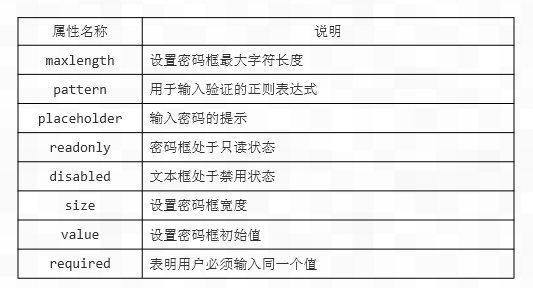 属性名称 说明
maxlength 设置密码框最大字符长度
pattern 用于输入验证的正则表达式
placeholder 输入密码的提示
readonly 密码框处于只读状态
disabled 文本框处于禁用状态
size 设置密码框宽度
value 设置密码框初始值
required 表明用户必须输入同一个值